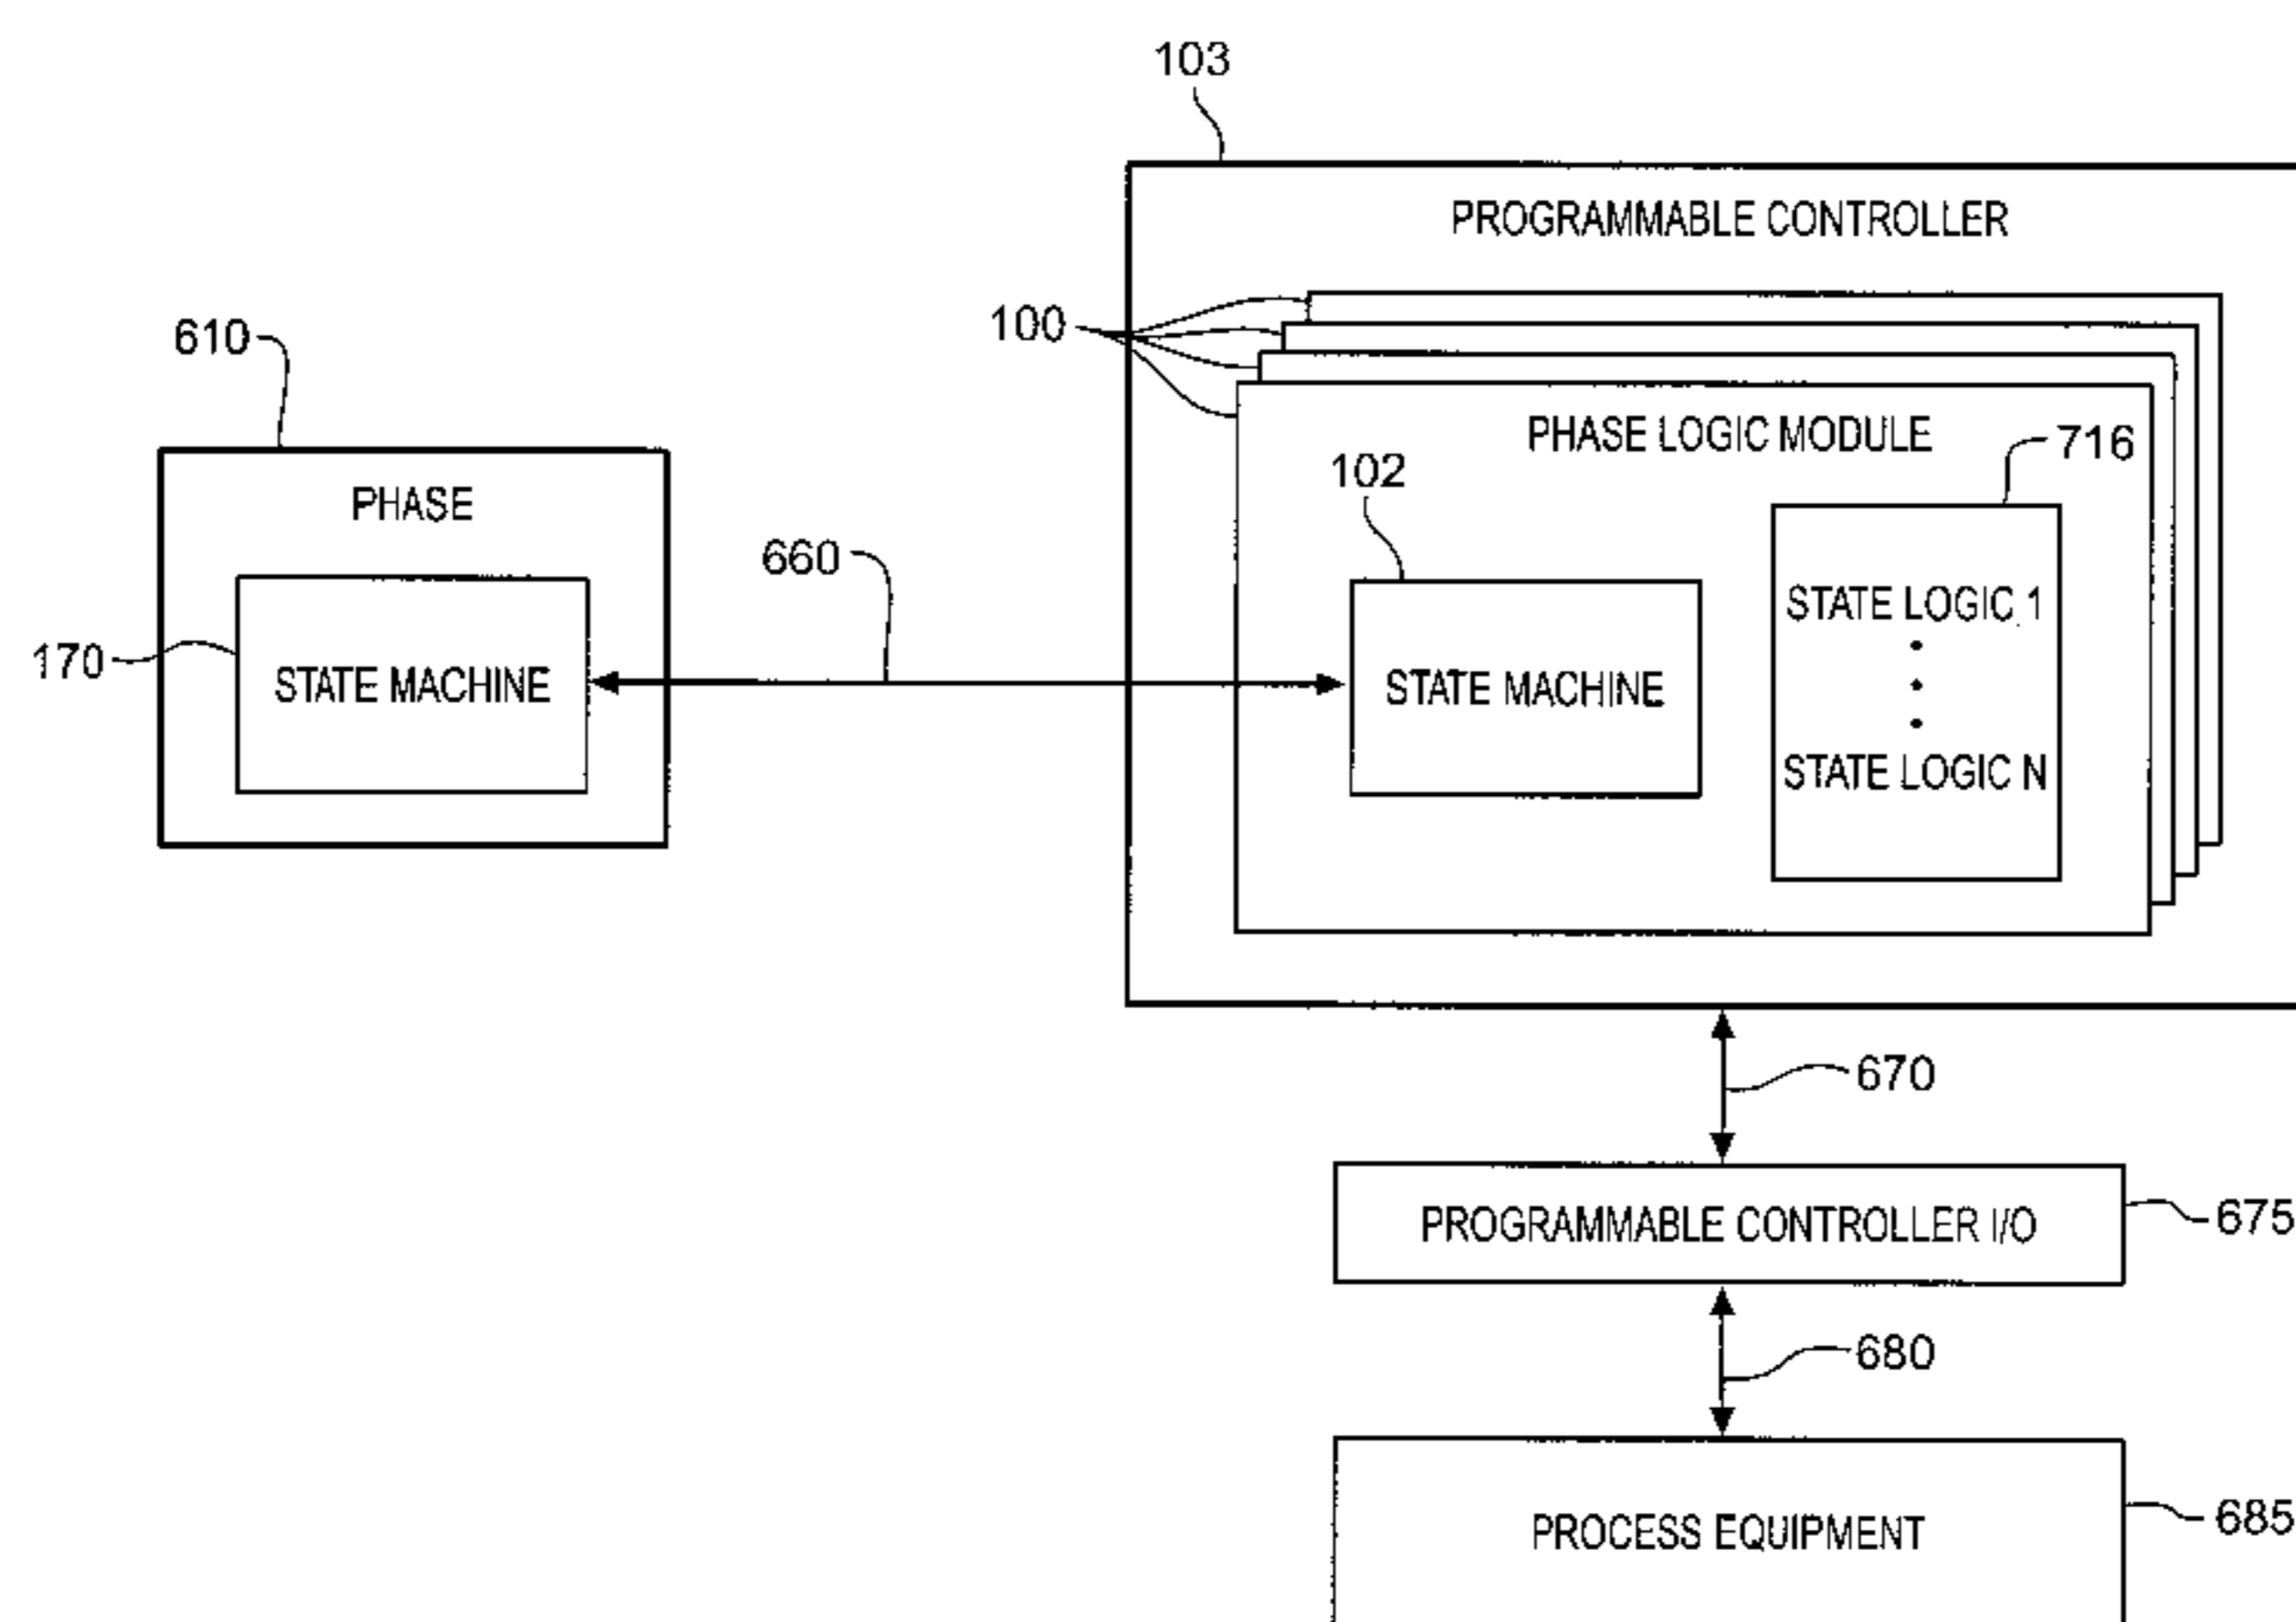 103
PROGRAMMABLE CONTROLLER
100
610
PHASE LOGIC MODULE
716
102
PHASE
660
STATE LOGIC 1
170
STATE MACHINE
STATE MACHINE
STATE LOGIC N
670
PROGRAMMABLE CONTROLLER I/O
675
680
PROCESS EQUIPMENT
685